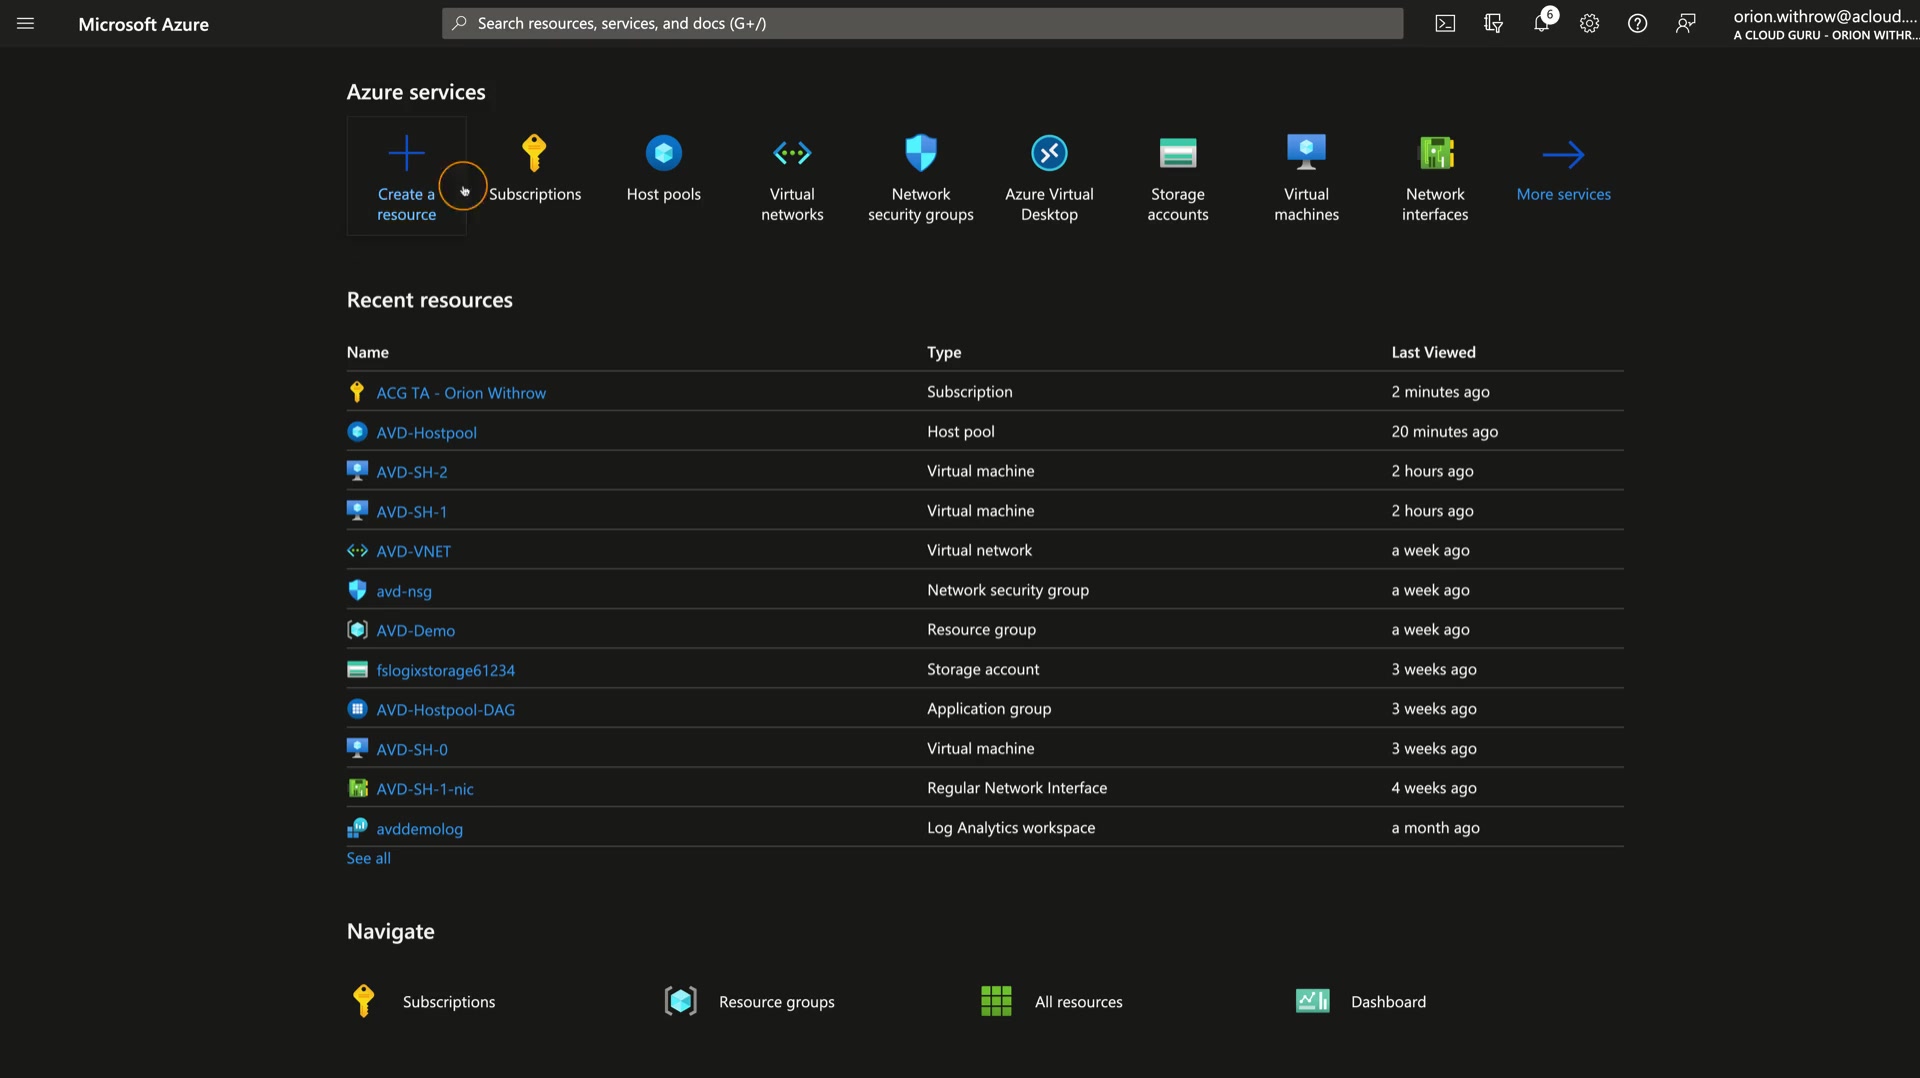 Microsoft Azure
Search resources, services, and docs (G+/)
6
orion.withrow@acloud....
A CLOUD GURU - ORION WITHR...
Azure services
Create a resource
Subscriptions
Host pools
Virtual networks
Network security groups
Azure Virtual Desktop
Storage accounts
Virtual machines
Network interfaces
More services
Recent resources
Name Type Last Viewed
ACG TA - Orion Withrow Subscription 2 minutes ago
AVD-Hostpool Host pool 20 minutes ago
AVD-SH-2 Virtual machine 2 hours ago
AVD-SH-1 Virtual machine 2 hours ago
AVD-VNET Virtual network a week ago
avd-nsg Network security group a week ago
AVD-Demo Resource group a week ago
fslogixstorage61234 Storage account 3 weeks ago
AVD-Hostpool-DAG Application group 3 weeks ago
AVD-SH-0 Virtual machine 3 weeks ago
AVD-SH-1-nic Regular Network Interface 4 weeks ago
avddemolog Log Analytics workspace a month ago
See all
Navigate
Subscriptions Resource groups All resources Dashboard